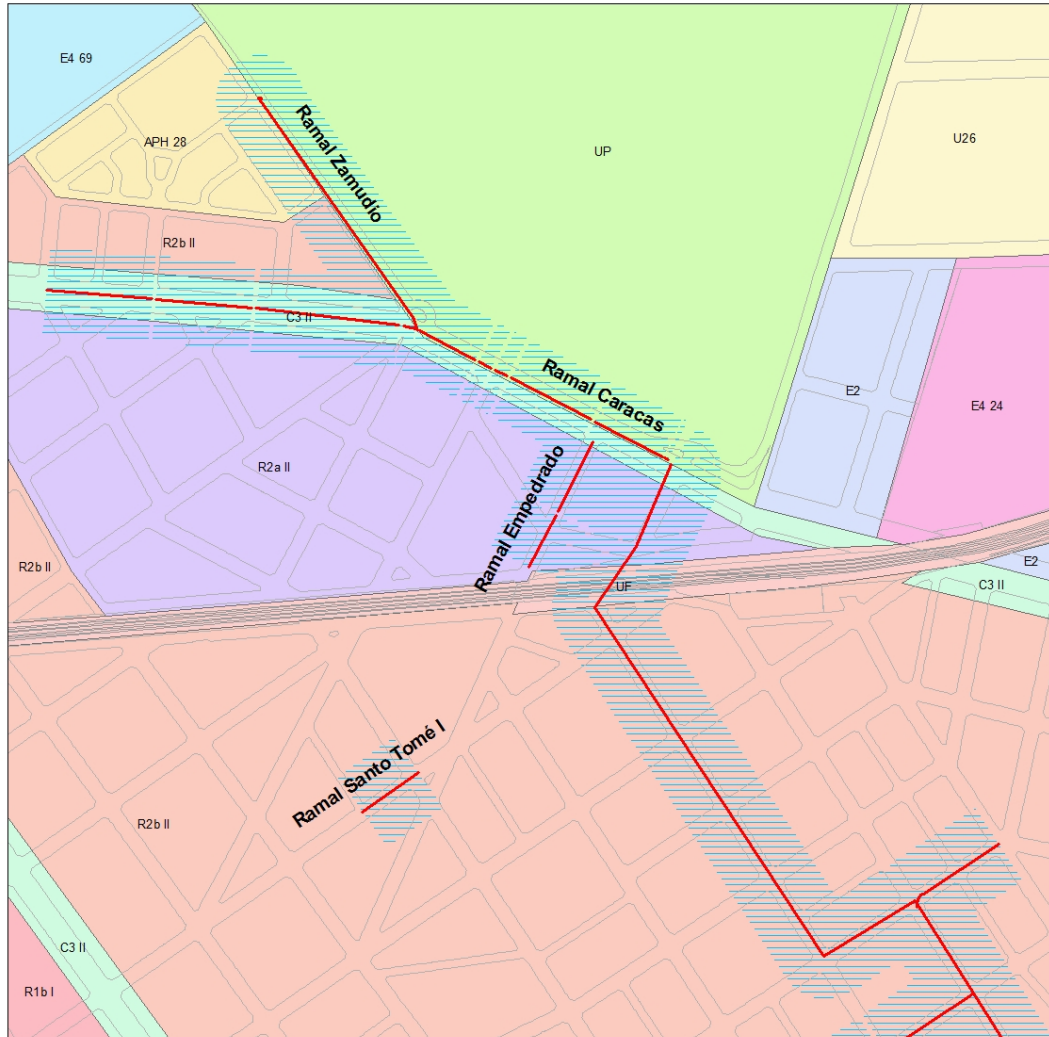 E4 69
APH 28
Ramal Zamudio
UP
U26
R2b II
C3 II
Ramal Caracas
E2
E4 24
R2a II
Ramal Empedrado
R2b II
UF
E2
C3 II
Ramal Santo Tomé I
R2b II
C3 II
R1b I